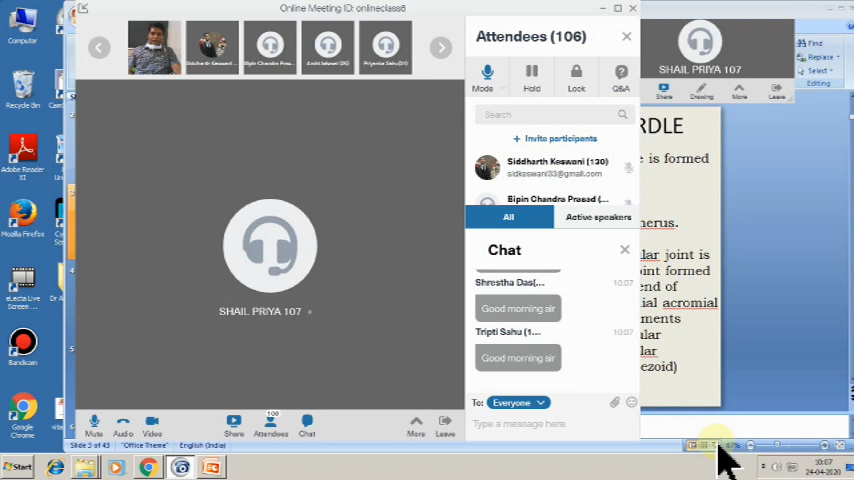 Online Meeting ID: onlineclass6
Computer
Recycle Bin
Adobe Reader
XI
Mozilla Firefox
eLecta Live
Screen ...
Bandicam
Google
Chrome
Siddharth Keswani ...
Bipin Chandra Pras...
Priyanka Sahu(91)
SHAIL PRIYA 107
Attendees (106)
Mode
Hold
Lock
Q&A
Search
+ Invite participants
Siddharth Keswani (130)
sidkeswani33@gmail.com
Bipin Chandra Prasad (...
All
Active speakers
Chat
Shrestha Das(...
10:07
Good morning sir
Tripti Sahu (1...
10:07
Good morning sir
To:
Everyone
Type a message here
Mute
Audio
Video
Share
106
Attendees
Chat
More
Leave
SHAIL PRIYA 107
Share
Drawing
More
Leave
Find
Replace
Select
Editing
RDLE
e is formed
nerus.
lar joint is
oint formed
end of
ial acromial
ments
ular
lar
pezoid)
Slide 3 of 43
"Office Theme"
English (India)
67%
Start
10:07
24-04-2020